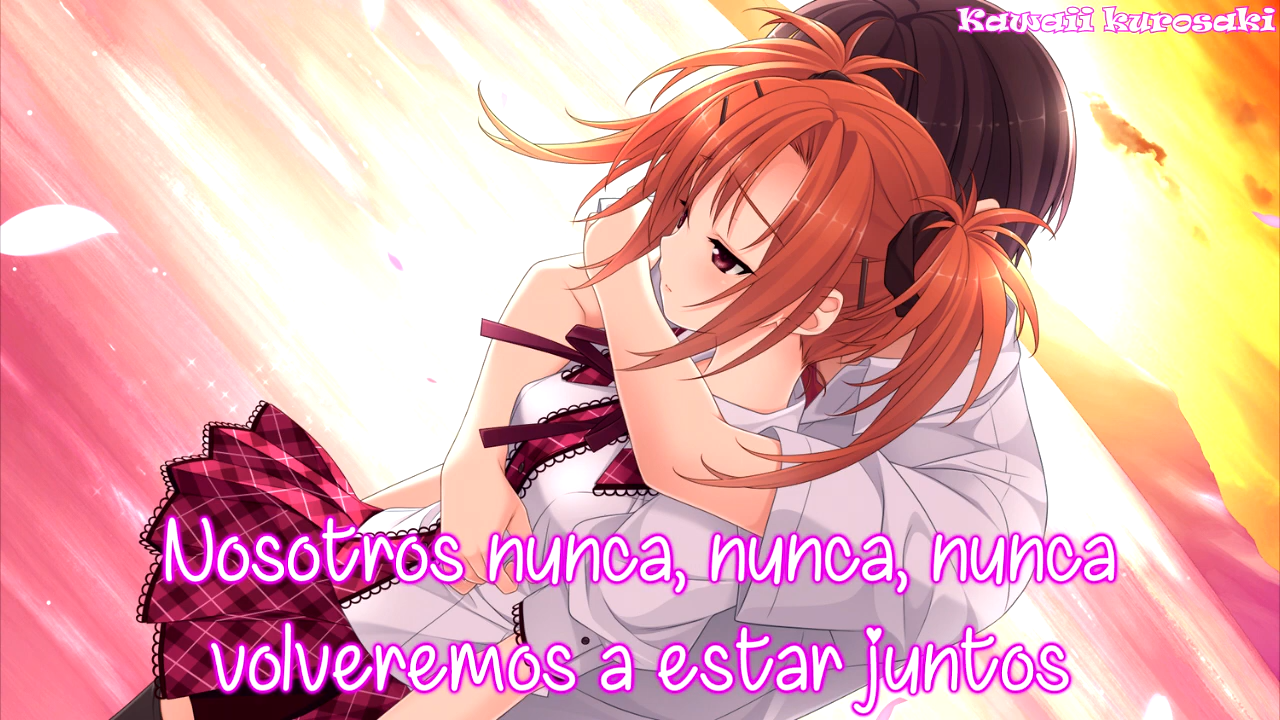 Kawaii kurosaki
Nosotros nunca, nunca, nunca
volveremos a estar juntos